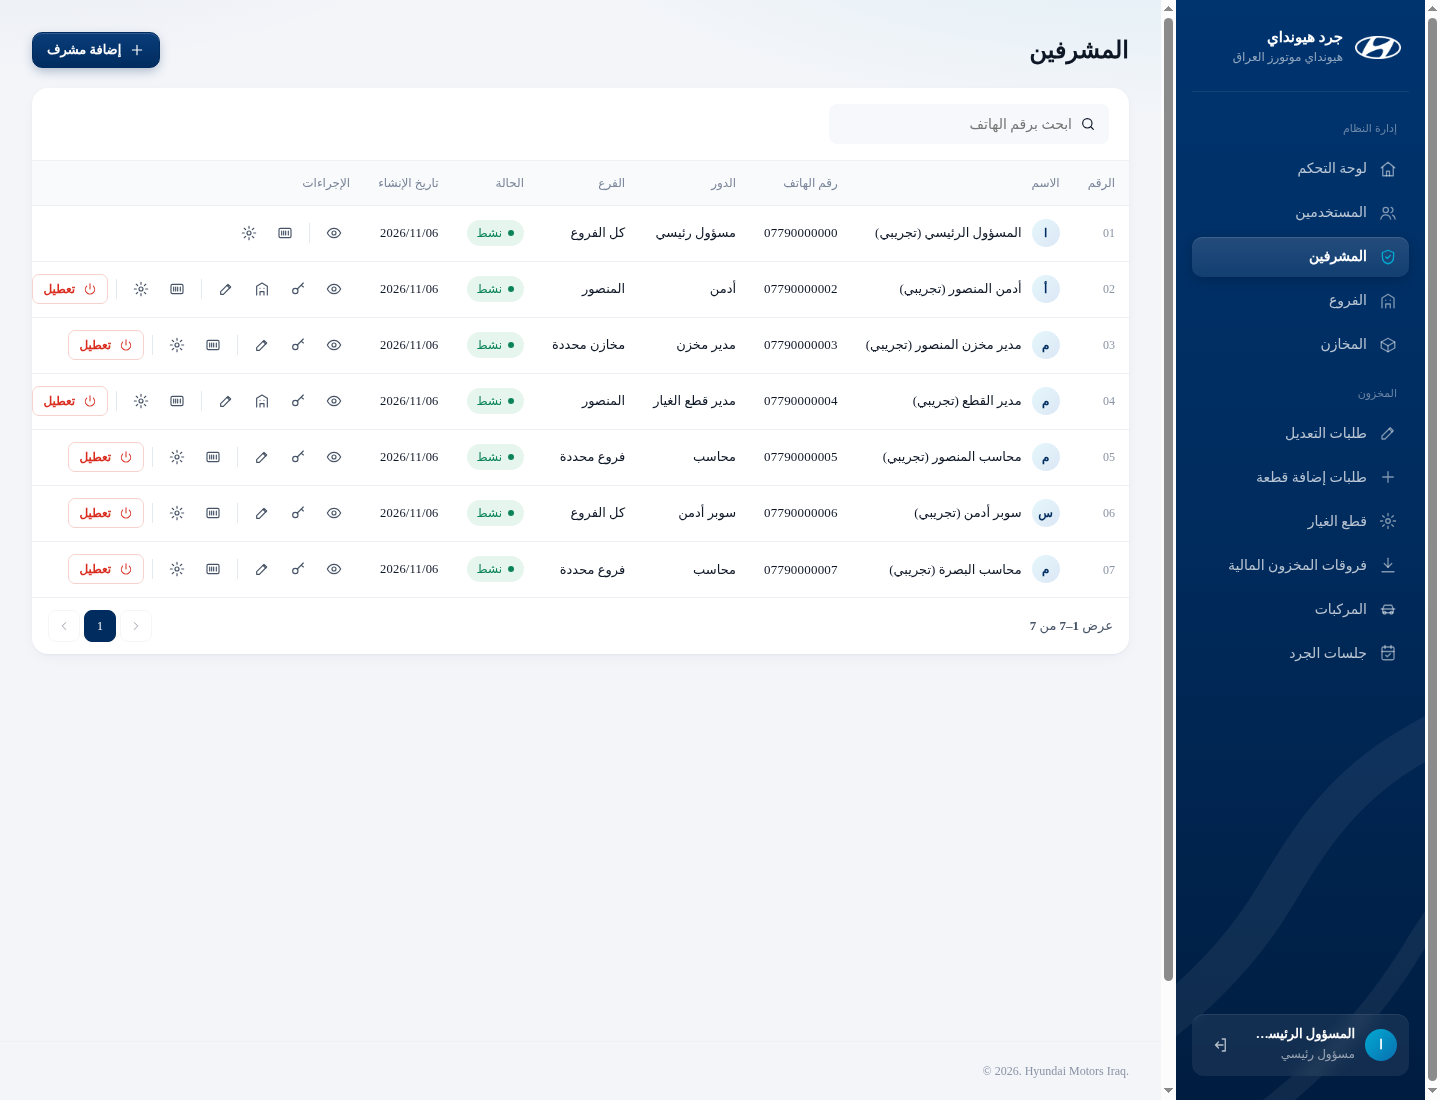 جرد هيونداي
هيونداي موتورز العراق
إدارة النظام
لوحة التحكم
المستخدمين
المشرفين
الفروع
المخازن
المخزون
طلبات التعديل
طلبات إضافة قطعة
قطع الغيار
فروقات المخزون المالية
المركبات
جلسات الجرد
ا
المسؤول الرئيسـ...
مسؤول رئيسي
المشرفين
إضافة مشرف
ابحث برقم الهاتف
الرقم الاسم رقم الهاتف الدور الفرع الحالة تاريخ الإنشاء الإجراءات
01 ا المسؤول الرئيسي (تجريبي) 07790000000 مسؤول رئيسي كل الفروع نشط 2026/11/06
02 أ أدمن المنصور (تجريبي) 07790000002 أدمن المنصور نشط 2026/11/06 تعطيل
03 م مدير مخزن المنصور (تجريبي) 07790000003 مدير مخزن مخازن محددة نشط 2026/11/06 تعطيل
04 م مدير القطع (تجريبي) 07790000004 مدير قطع الغيار المنصور نشط 2026/11/06 تعطيل
05 م محاسب المنصور (تجريبي) 07790000005 محاسب فروع محددة نشط 2026/11/06 تعطيل
06 س سوبر أدمن (تجريبي) 07790000006 سوبر أدمن كل الفروع نشط 2026/11/06 تعطيل
07 م محاسب البصرة (تجريبي) 07790000007 محاسب فروع محددة نشط 2026/11/06 تعطيل
عرض 1–7 من 7
1
© 2026. Hyundai Motors Iraq.